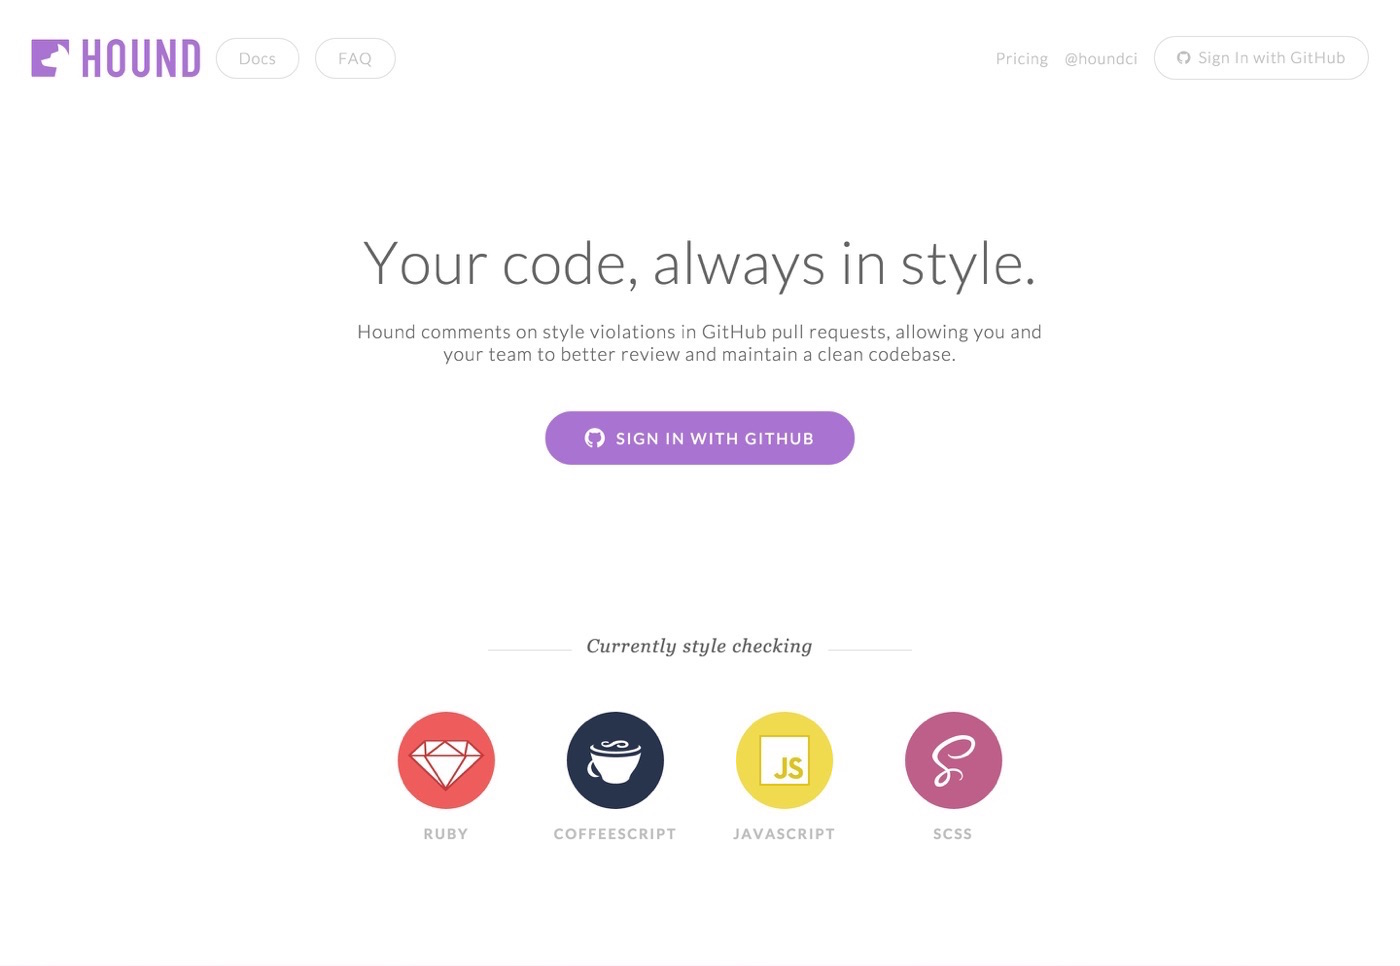 HOUND Docs FAQ Pricing @houndci Sign In with GitHub
Your code, always in style.
Hound comments on style violations in GitHub pull requests, allowing you and
your team to better review and maintain a clean codebase.
SIGN IN WITH GITHUB
Currently style checking
JS
RUBY COFFEESCRIPT JAVASCRIPT SCSS